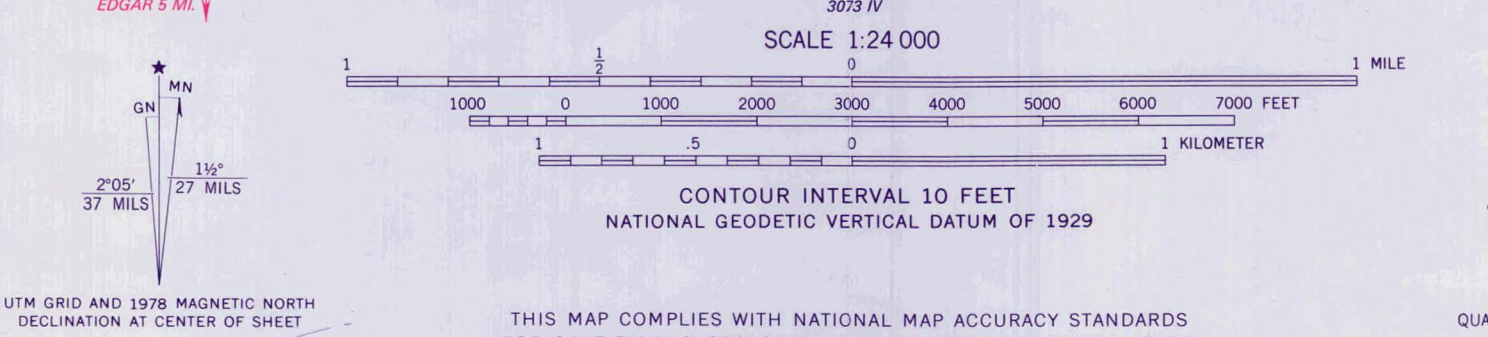 EDGAR 5 MI.
3073 IV
SCALE 1:24 000
1 1/2 0 1 MILE
1000 0 1000 2000 3000 4000 5000 6000 7000 FEET
1 .5 0 1 KILOMETER
CONTOUR INTERVAL 10 FEET
NATIONAL GEODETIC VERTICAL DATUM OF 1929
★
MN
GN
1½°
27 MILS
2°05′
37 MILS
UTM GRID AND 1978 MAGNETIC NORTH
DECLINATION AT CENTER OF SHEET
THIS MAP COMPLIES WITH NATIONAL MAP ACCURACY STANDARDS
QUA